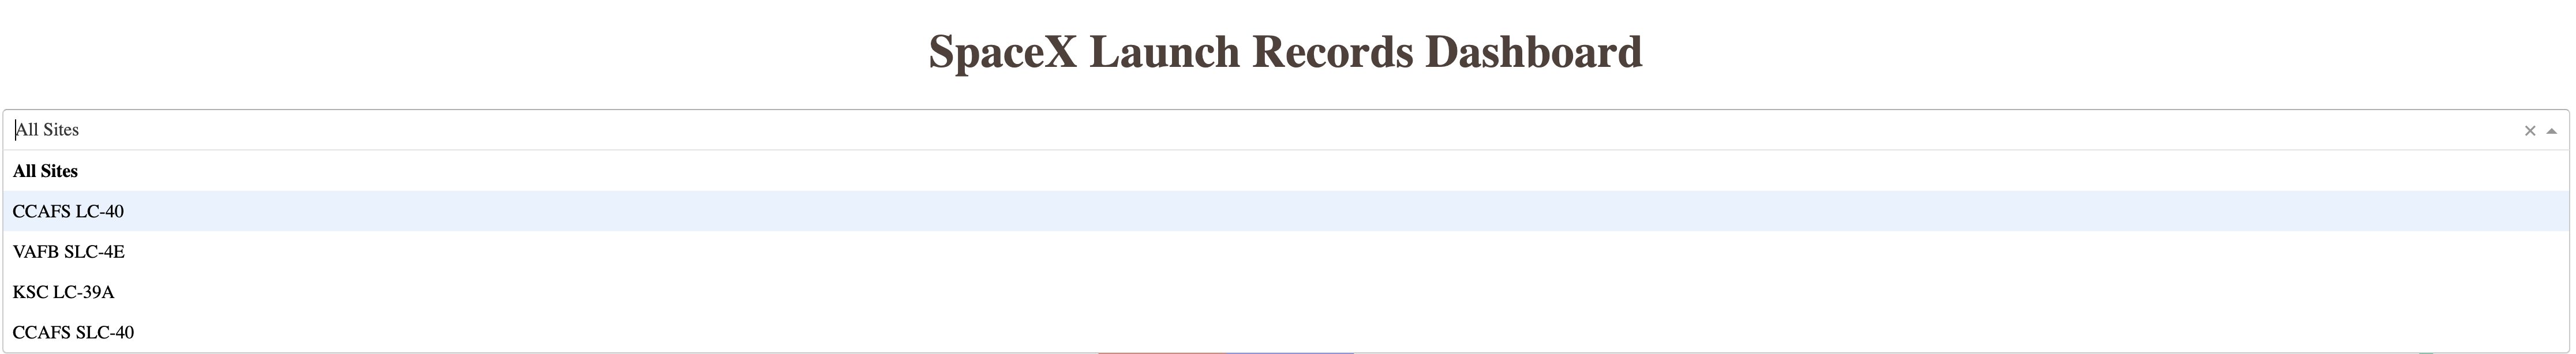 SpaceX Launch Records Dashboard
All Sites
All Sites
CCAFS LC-40
VAFB SLC-4E
KSC LC-39A
CCAFS SLC-40